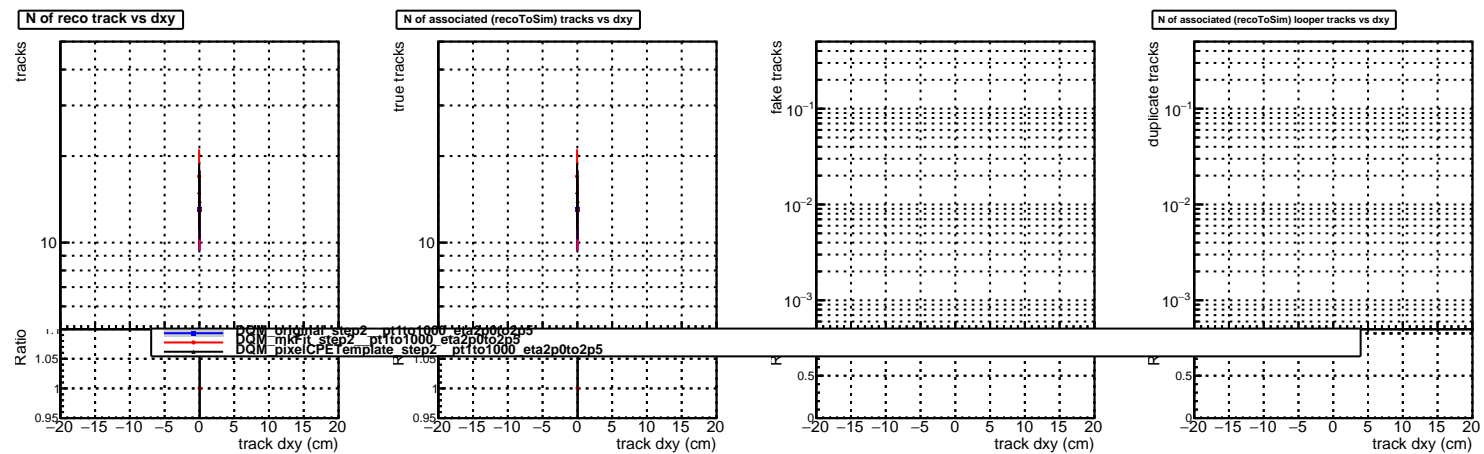 N of reco track vs dxy
N of associated (recoToSim) tracks vs dxy
N of associated (recoToSim) looper tracks vs dxy
tracks
10
true tracks
10
fake tracks
10⁻¹
10⁻²
10⁻³
duplicate tracks
10⁻¹
10⁻²
10⁻³
DQM_original_step2__pt1to1000_eta2p0to2p5
DQM_mkFit_step2__pt1to1000_eta2p0to2p5
DQM_pixelCPETemplate_step2__pt1to1000_eta2p0to2p5
Ratio
1.05
1
0.95
1.05
1
0.95
0.5
0
0.5
0
−20 −15 −10 −5 0 5 10 15 20
−20 −15 −10 −5 0 5 10 15 20
−20 −15 −10 −5 0 5 10 15 20
−20 −15 −10 −5 0 5 10 15 20
track dxy (cm)
track dxy (cm)
track dxy (cm)
track dxy (cm)